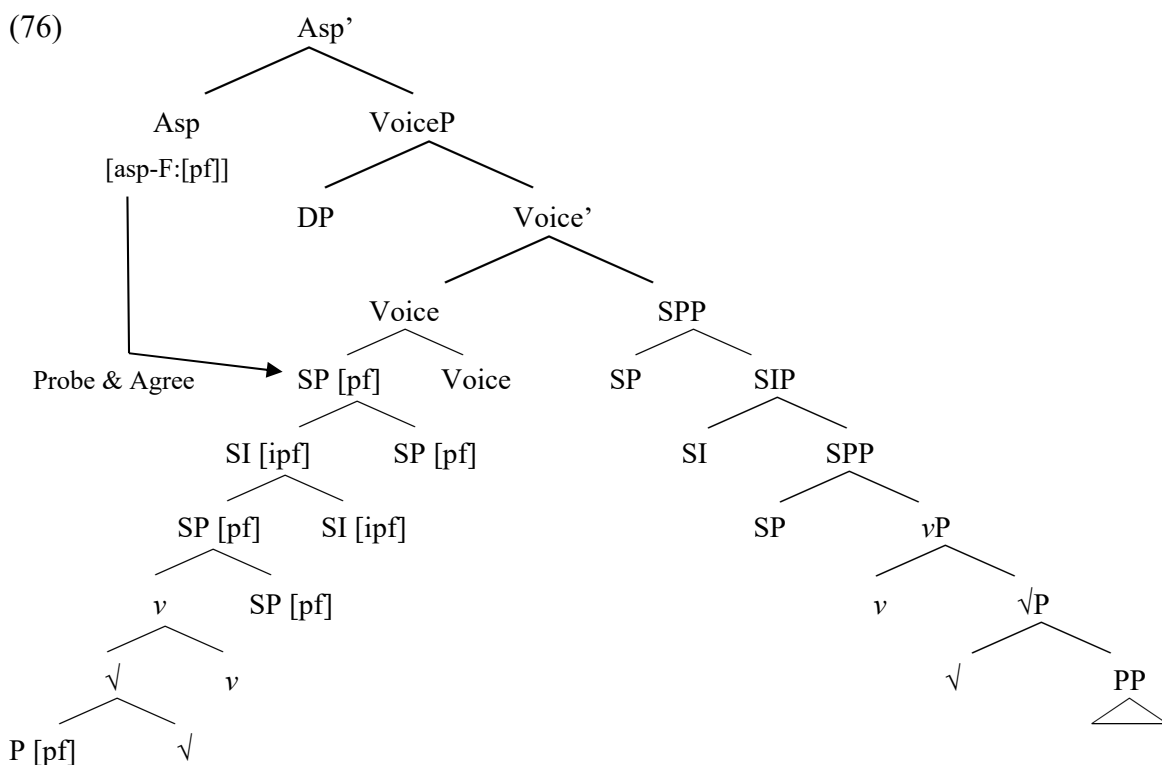 (76) Asp’
Asp VoiceP
[asp-F:[pf]]
DP Voice’
Voice SPP
Probe & Agree SP [pf] Voice SP SIP
SI [ipf] SP [pf] SI SPP
SP [pf] SI [ipf] SP vP
v SP [pf] v √P
√ v √ PP
P [pf] √